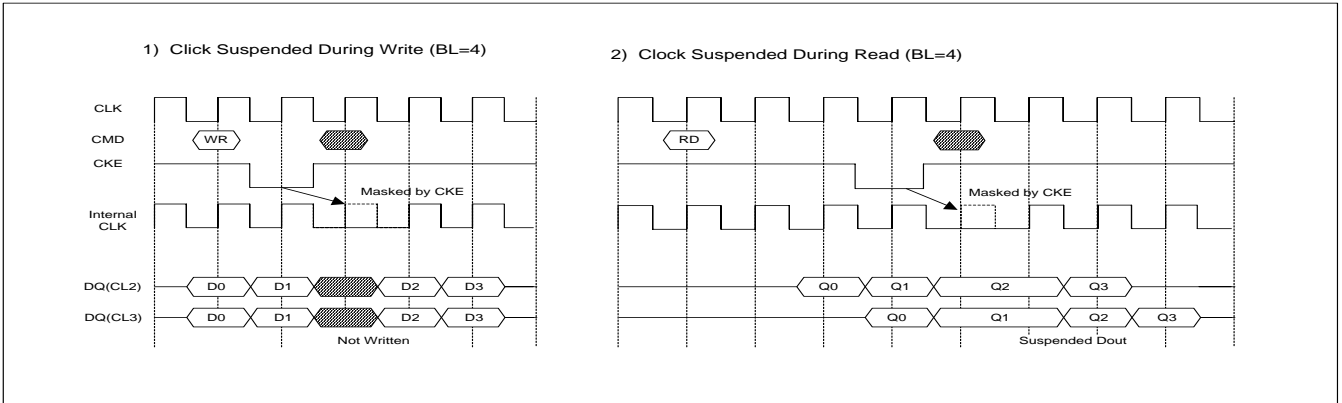 1) Click Suspended During Write (BL=4)
CLK
CMD
WR
CKE
Masked by CKE
Internal
CLK
DQ(CL2)
D0 D1 D2 D3
DQ(CL3)
D0 D1 D2 D3
Not Written
2) Clock Suspended During Read (BL=4)
RD
Masked by CKE
Q0 Q1 Q2 Q3
Q0 Q1 Q2 Q3
Suspended Dout